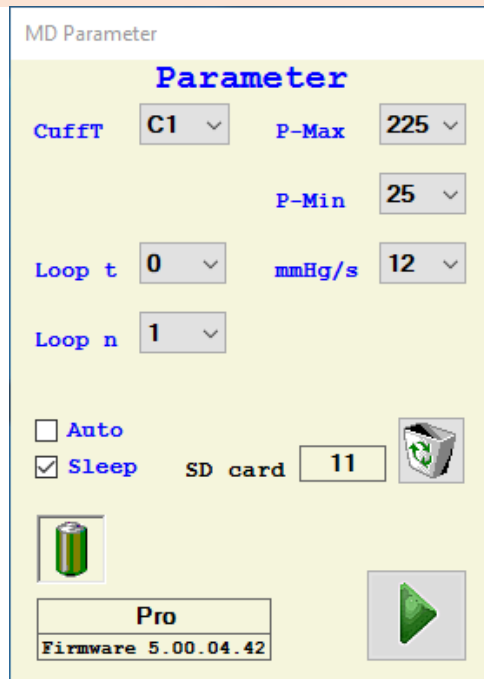 MD Parameter
Parameter
CuffT C1 P-Max 225
P-Min 25
Loop t 0 mmHg/s 12
Loop n 1
Auto
Sleep SD card 11
Pro
Firmware 5.00.04.42